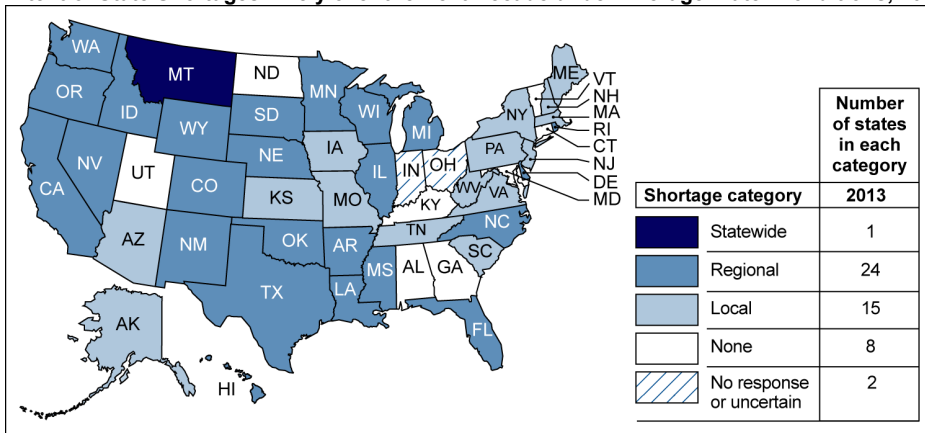 WA
MT
ND
MN
ME
VT
NH
MA
RI
CT
NJ
DE
MD
OR
ID
WY
SD
WI
MI
NY
NV
UT
CO
NE
IA
IL
IN
OH
PA
CA
AZ
NM
KS
MO
KY
WV
VA
OK
AR
TN
NC
TX
LA
MS
AL
GA
SC
FL
AK
HI
Number
of states
in each
category
Shortage category
2013
Statewide
1
Regional
24
Local
15
None
8
No response
or uncertain
2